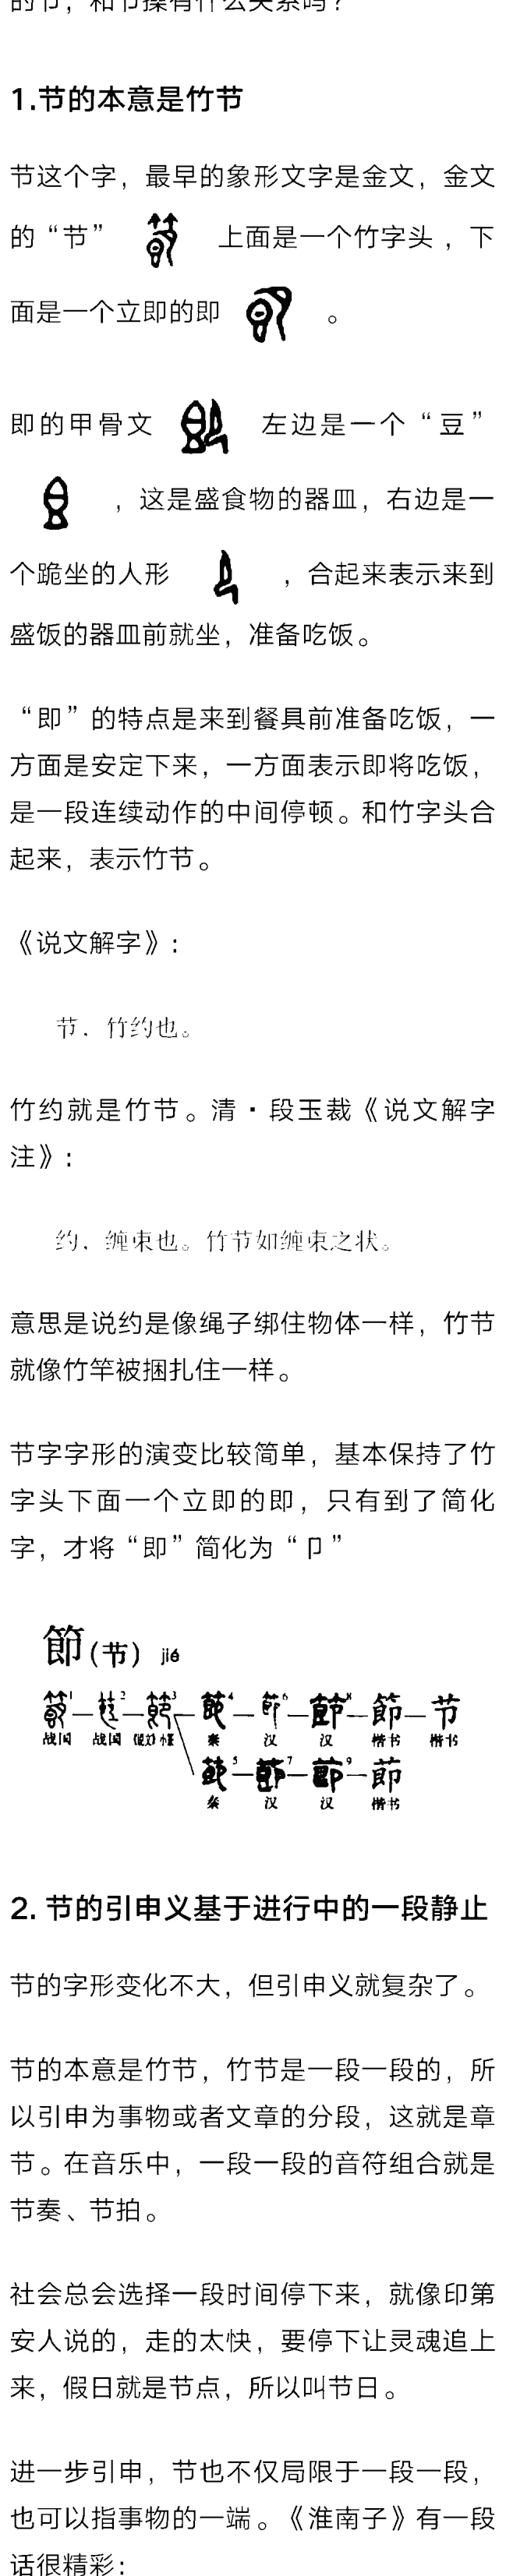 的节，和节操有什么关系吗？
1.节的本意是竹节
节这个字，最早的象形文字是金文，金文
的“节” 上面是一个竹字头，下
面是一个立即的即 。
即的甲骨文 左边是一个“豆”
，这是盛食物的器皿，右边是一
个跪坐的人形 ，合起来表示来到
盛饭的器皿前就坐，准备吃饭。
“即”的特点是来到餐具前准备吃饭，一
方面是安定下来，一方面表示即将吃饭，
是一段连续动作的中间停顿。和竹字头合
起来，表示竹节。
《说文解字》：
节，竹约也。
竹约就是竹节。清·段玉裁《说文解字
注》：
约，缠束也。竹节如缠束之状。
意思是说约是像绳子绑住物体一样，竹节
就像竹竿被捆扎住一样。
节字字形的演变比较简单，基本保持了竹
字头下面一个立即的即，只有到了简化
字，才将“即”简化为“卩”
節(节) jié
1 2 3 4 6 8 節 节
战国 战国 秦 汉 汉 楷书 楷书
5 7 9 節
秦 汉 汉 楷书
2. 节的引申义基于进行中的一段静止
节的字形变化不大，但引申义就复杂了。
节的本意是竹节，竹节是一段一段的，所
以引申为事物或者文章的分段，这就是章
节。在音乐中，一段一段的音符组合就是
节奏、节拍。
社会总会选择一段时间停下来，就像印第
安人说的，走的太快，要停下让灵魂追上
来，假日就是节点，所以叫节日。
进一步引申，节也不仅局限于一段一段，
也可以指事物的一端。《淮南子》有一段
话很精彩：